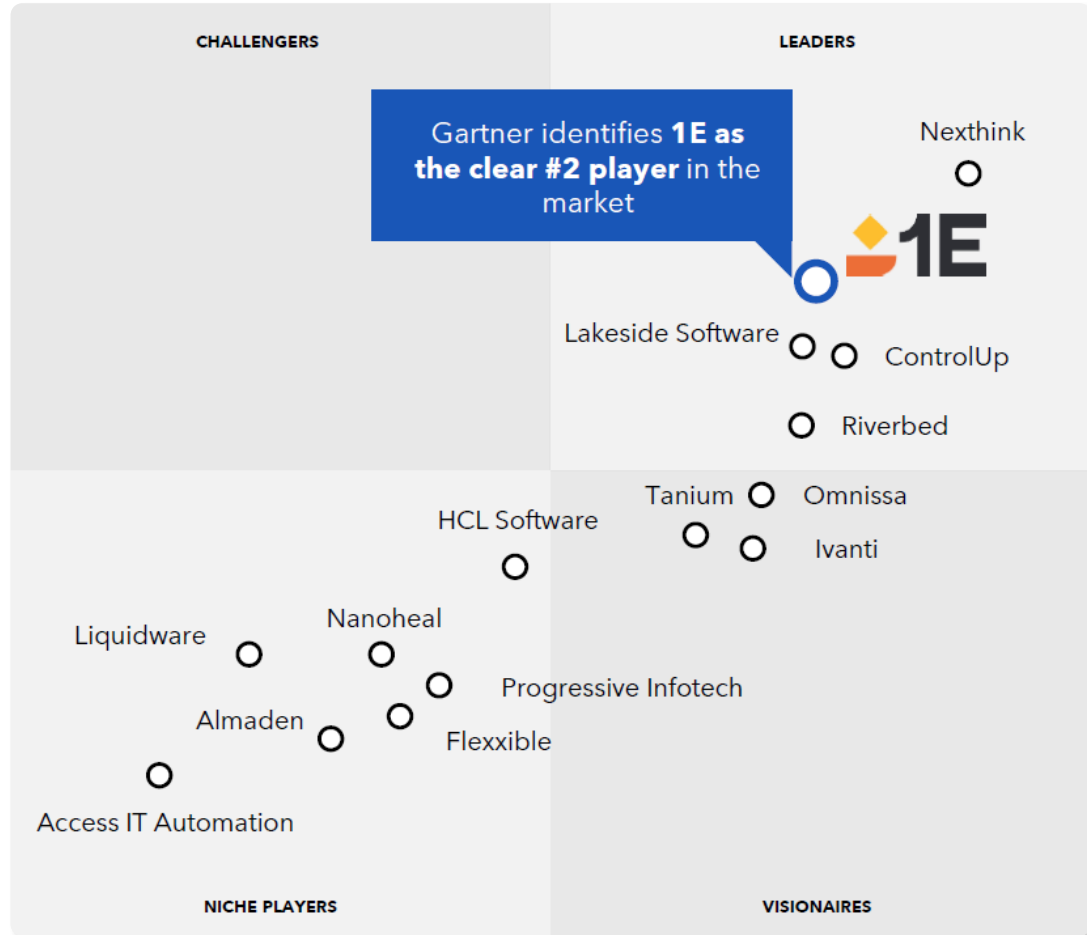 CHALLENGERS
LEADERS
Gartner identifies 1E as
the clear #2 player in the
market
Nexthink
1E
Lakeside Software
ControlUp
Riverbed
Tanium
Omnissa
HCL Software
Ivanti
Nanoheal
Liquidware
Progressive Infotech
Almaden
Flexxible
Access IT Automation
NICHE PLAYERS
VISIONAIRES